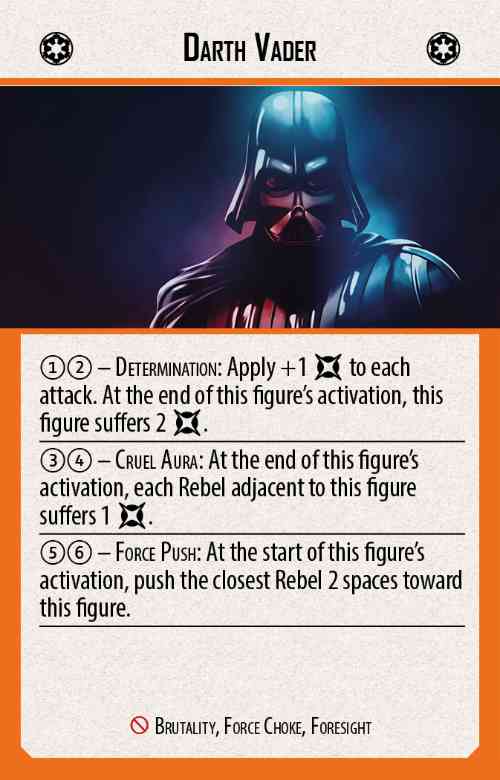 DARTH VADER
①② – DETERMINATION: Apply +1 to each
attack. At the end of this figure's activation, this
figure suffers 2 .
③④ – CRUEL AURA: At the end of this figure's
activation, each Rebel adjacent to this figure
suffers 1 .
⑤⑥ – FORCE PUSH: At the start of this figure's
activation, push the closest Rebel 2 spaces toward
this figure.
BRUTALITY, FORCE CHOKE, FORESIGHT